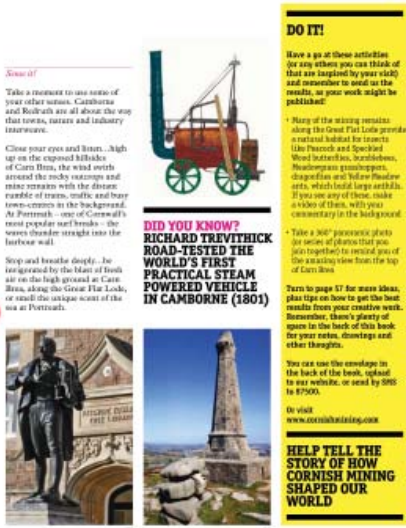 Sense it!
Take a moment to use some of
your other senses. Camborne
and Redruth are all about the way
that towns, nature and industry
interweave.
Close your eyes and listen...high
up on the exposed hillsides
of Carn Brea, the wind swirls
around the rocky outcrops and
mine remains with the distant
rumble of trains, traffic and busy
town-centres in the background.
At Portreath – one of Cornwall's
most popular surf breaks – the
waves thunder straight into the
harbour wall.
Stop and breathe deeply...be
invigorated by the blast of fresh
air on the high ground at Carn
Brea, along the Great Flat Lode,
or smell the unique scent of the
sea at Portreath.
DID YOU KNOW?
RICHARD TREVITHICK
ROAD-TESTED THE
WORLD'S FIRST
PRACTICAL STEAM
POWERED VEHICLE
IN CAMBORNE (1801)
FREE LIBRARY
DO IT!
Have a go at these activities
(or any others you can think of
that are inspired by your visit)
and remember to send us the
results, as your work might be
published!
• Many of the mining remains
along the Great Flat Lode provide
a natural habitat for insects
like Peacock and Speckled
Wood butterflies, bumblebees,
Meadow grasshoppers,
dragonflies and Yellow Meadow
ants, which build large anthills.
If you see any of these, make
a video of them, with your
commentary in the background
• Take a 360° panoramic photo
(or series of photos that you
join together) to remind you of
the amazing view from the top
of Carn Brea
Turn to page 57 for more ideas,
plus tips on how to get the best
results from your creative work.
Remember, there's plenty of
space in the back of this book
for your notes, drawings and
other thoughts.
You can use the envelope in
the back of the book, upload
to our website, or send by SMS
to 87500.
Or visit
www.cornishmining.com
HELP TELL THE
STORY OF HOW
CORNISH MINING
SHAPED OUR
WORLD